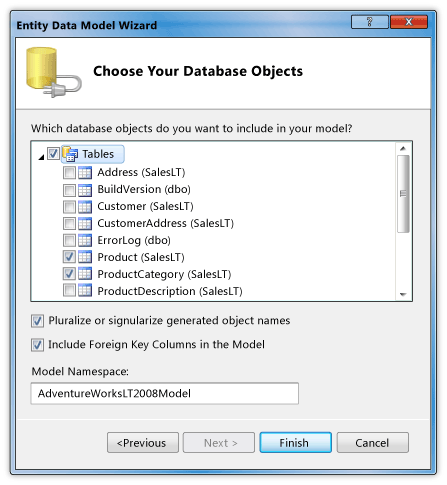 Entity Data Model Wizard
?
Choose Your Database Objects
Which database objects do you want to include in your model?
Tables
Address (SalesLT)
BuildVersion (dbo)
Customer (SalesLT)
CustomerAddress (SalesLT)
ErrorLog (dbo)
Product (SalesLT)
ProductCategory (SalesLT)
ProductDescription (SalesLT)
Pluralize or signularize generated object names
Include Foreign Key Columns in the Model
Model Namespace:
AdventureWorksLT2008Model
<Previous Next > Finish Cancel